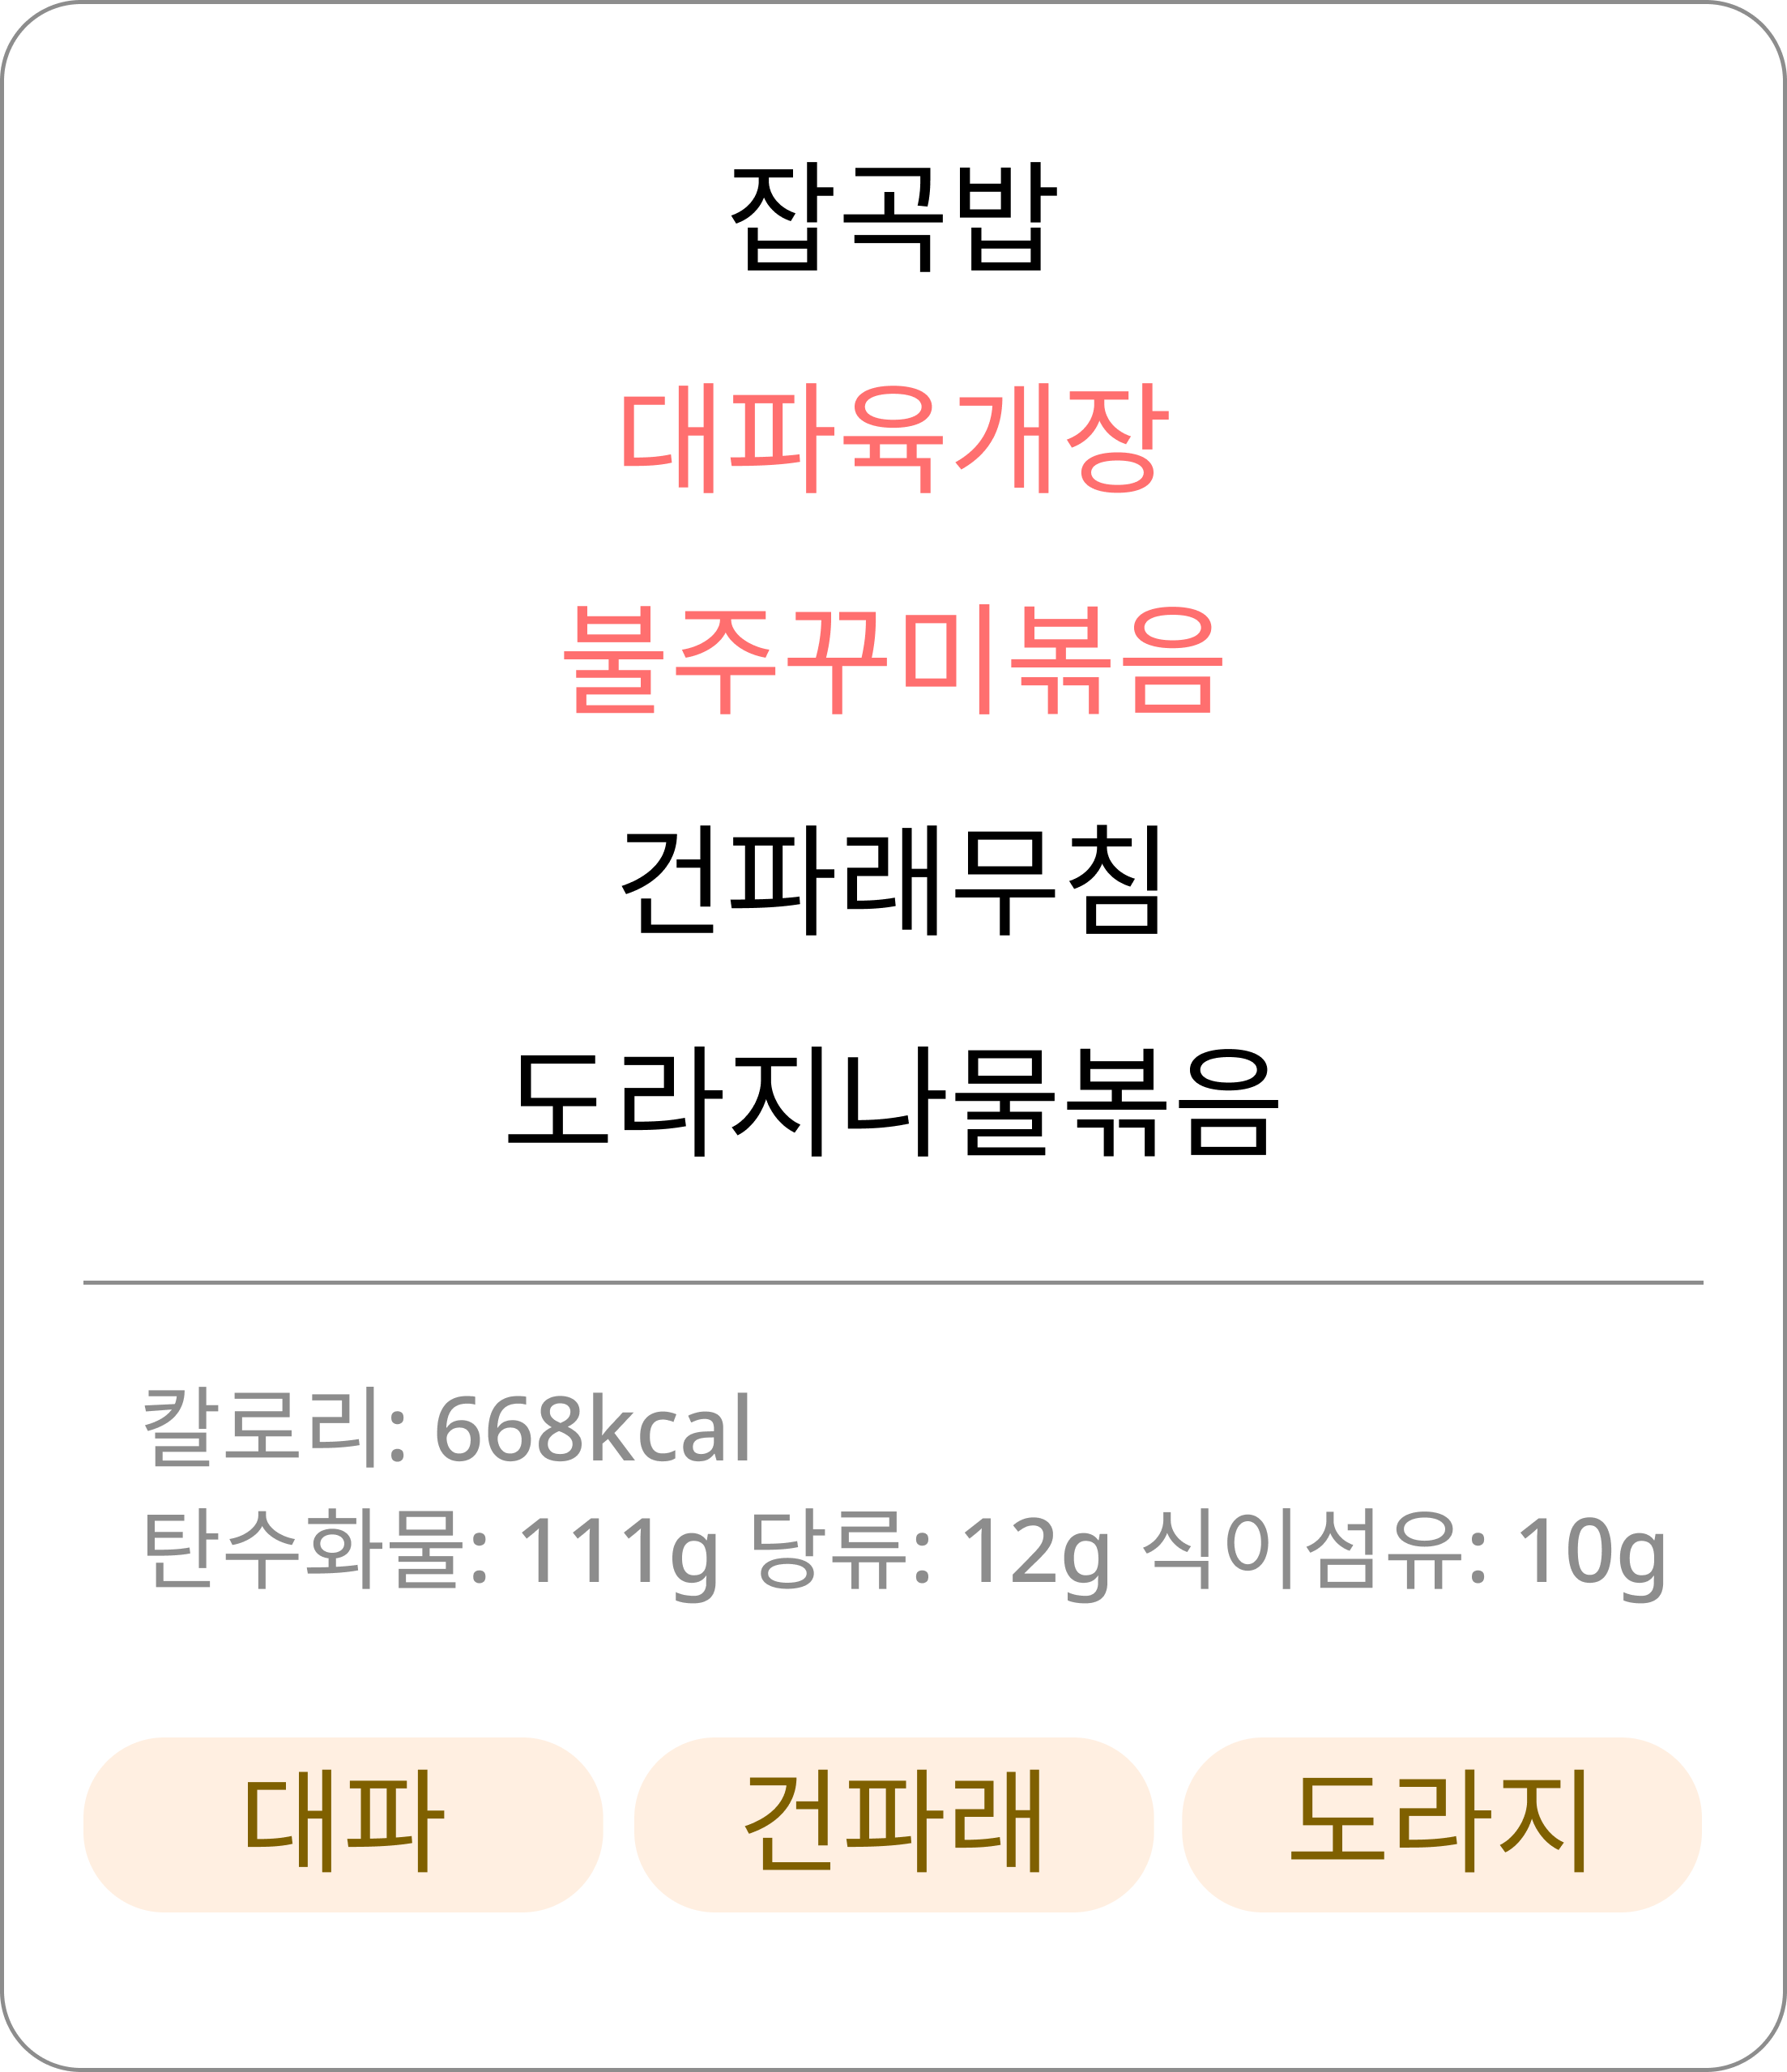 잡곡밥
대파육개장
불주꾸미볶음
건파래무침
도라지나물볶음
칼로리: 668kcal
탄수화물: 111g 당류: 12g 식이섬유: 10g
대파 건파래 도라지